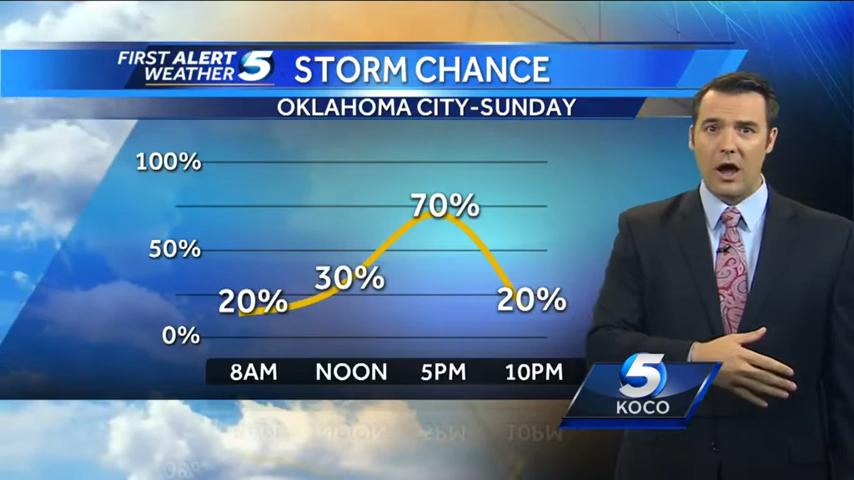 FIRST ALERT
WEATHER 5
STORM CHANCE
OKLAHOMA CITY-SUNDAY
100%
70%
50%
30%
20%
20%
0%
8AM NOON 5PM 10PM
5
KOCO